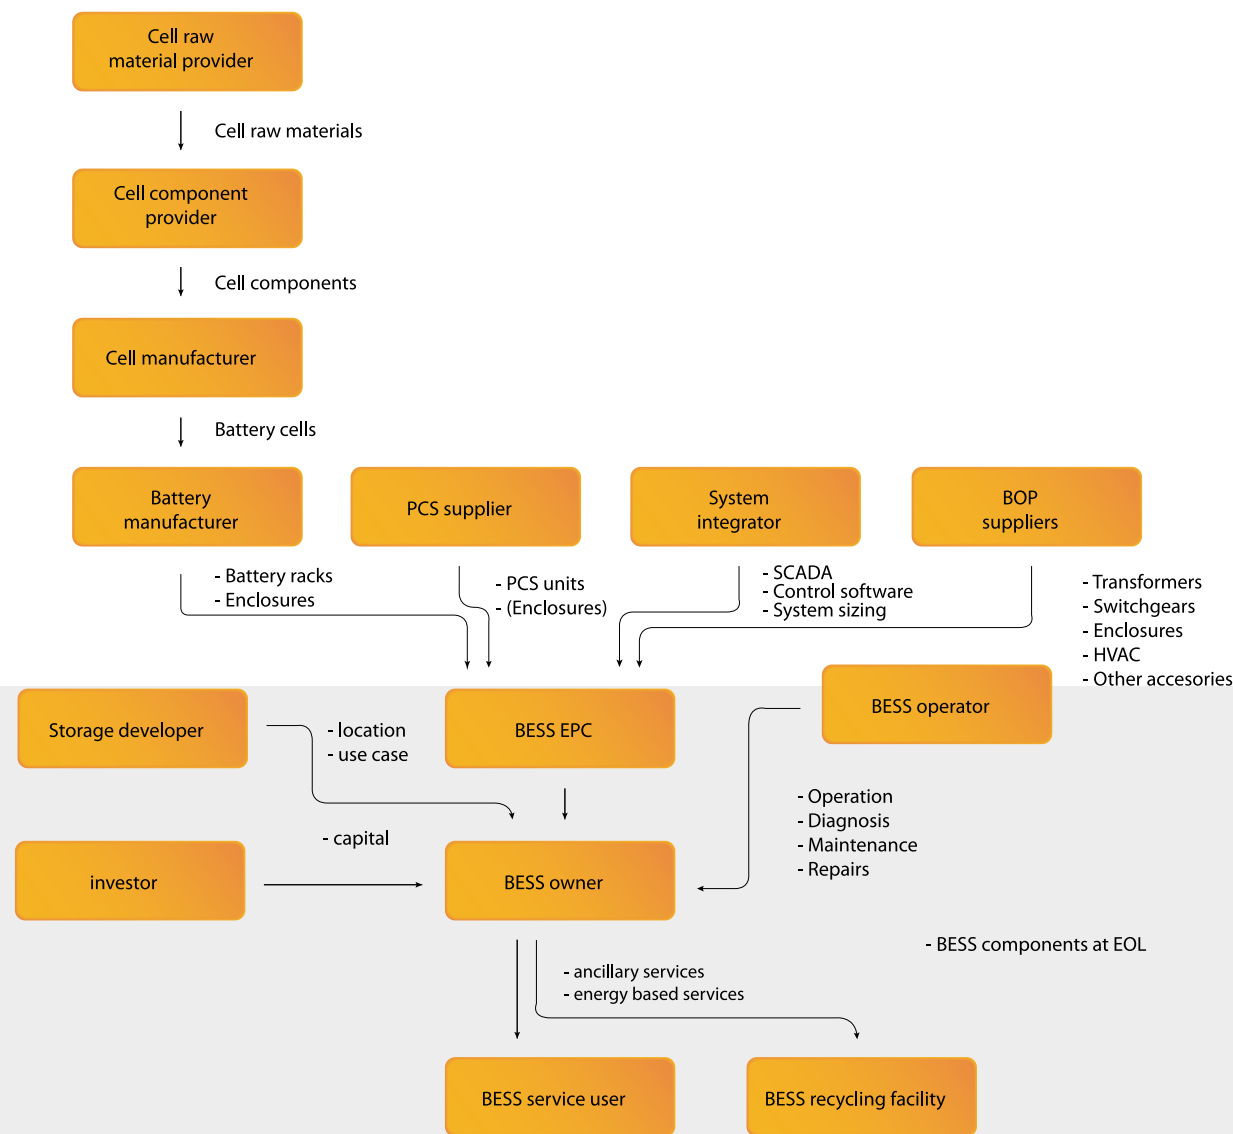 Cell raw
material provider
Cell raw materials
Cell component
provider
Cell components
Cell manufacturer
Battery cells
Battery
manufacturer
PCS supplier
System
integrator
BOP
suppliers
- Battery racks
- Enclosures
- PCS units
- (Enclosures)
- SCADA
- Control software
- System sizing
- Transformers
- Switchgears
- Enclosures
- HVAC
- Other accesories
Storage developer
- location
- use case
BESS EPC
BESS operator
- Operation
- Diagnosis
- Maintenance
- Repairs
- capital
investor
BESS owner
- BESS components at EOL
- ancillary services
- energy based services
BESS service user
BESS recycling facility